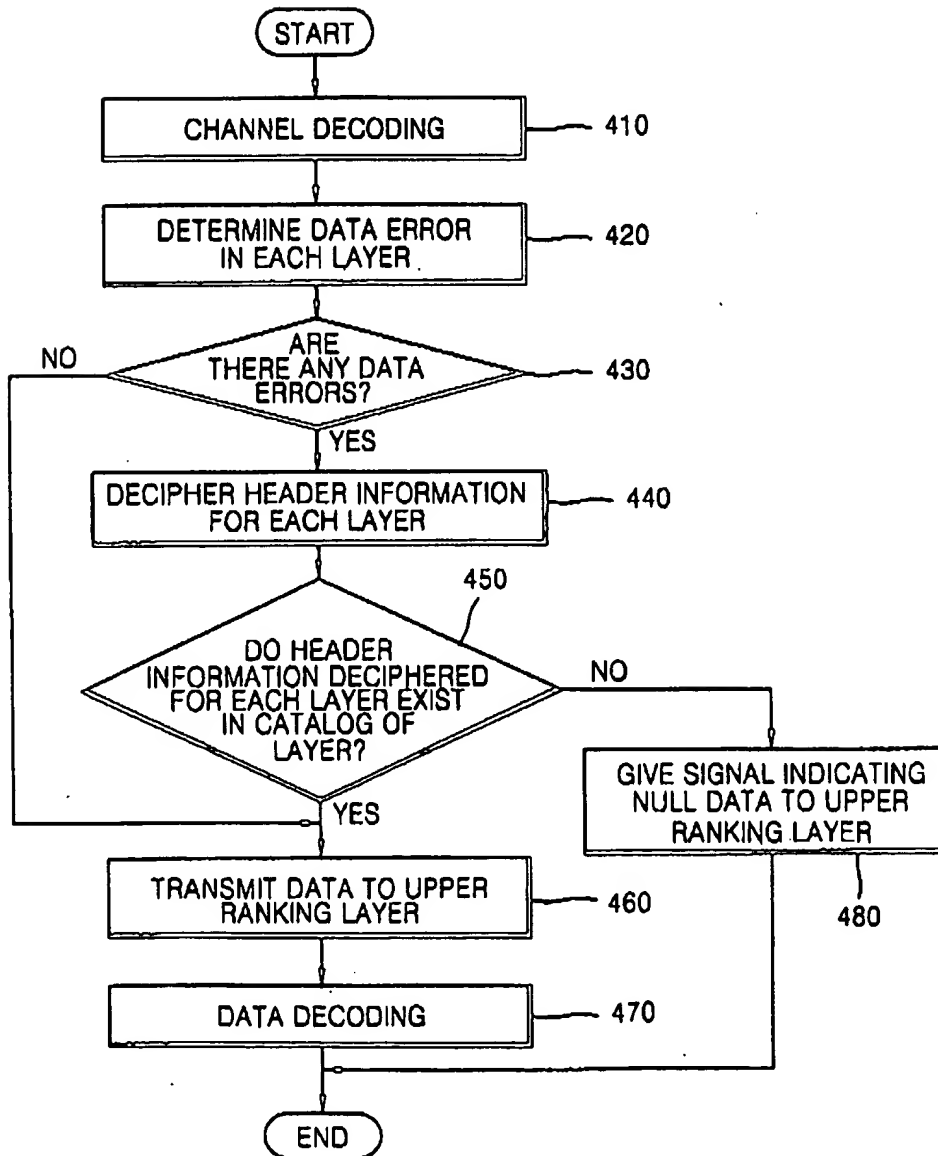 START
CHANNEL DECODING
410
DETERMINE DATA ERROR
IN EACH LAYER
420
ARE
THERE ANY DATA
ERRORS?
430
NO
YES
DECIPHER HEADER INFORMATION
FOR EACH LAYER
440
450
DO HEADER
INFORMATION DECIPHERED
FOR EACH LAYER EXIST
IN CATALOG OF
LAYER?
NO
YES
GIVE SIGNAL INDICATING
NULL DATA TO UPPER
RANKING LAYER
480
TRANSMIT DATA TO UPPER
RANKING LAYER
460
DATA DECODING
470
END